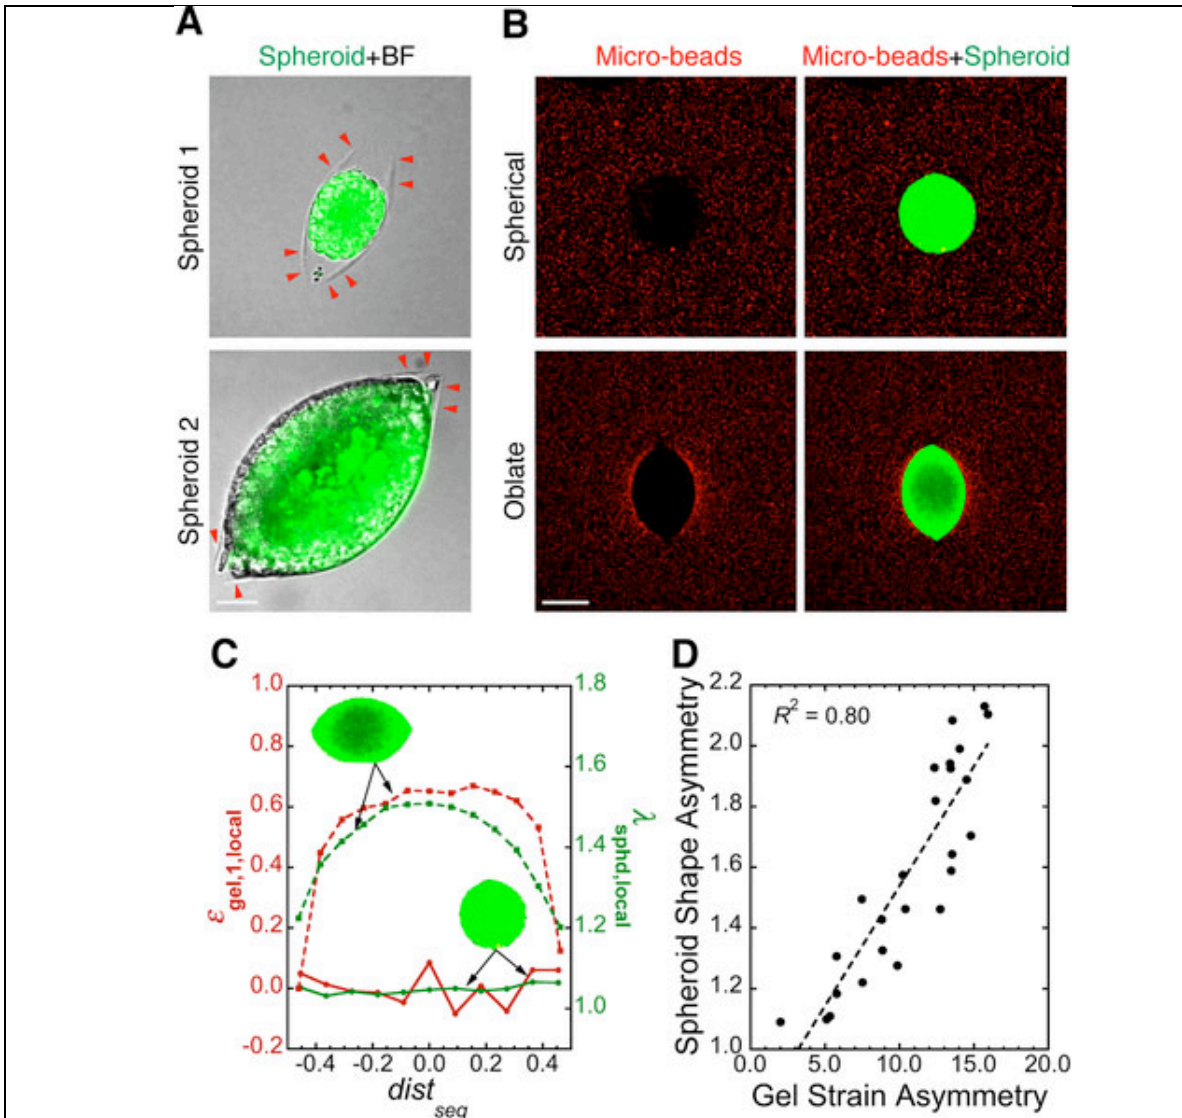 A
B
Spheroid+BF
Micro-beads
Micro-beads+Spheroid
Spheroid 1
Spherical
Spheroid 2
Oblate
C
D
1.0
0.8
0.6
0.4
0.2
0.0
-0.2
ε gel,1,local
1.8
1.6
1.4
1.2
1.0
λ sphd,local
-0.4 -0.2 0.0 0.2 0.4
dist seg
2.2
2.0
1.8
1.6
1.4
1.2
1.0
Spheroid Shape Asymmetry
R² = 0.80
0.0 5.0 10.0 15.0 20.0
Gel Strain Asymmetry